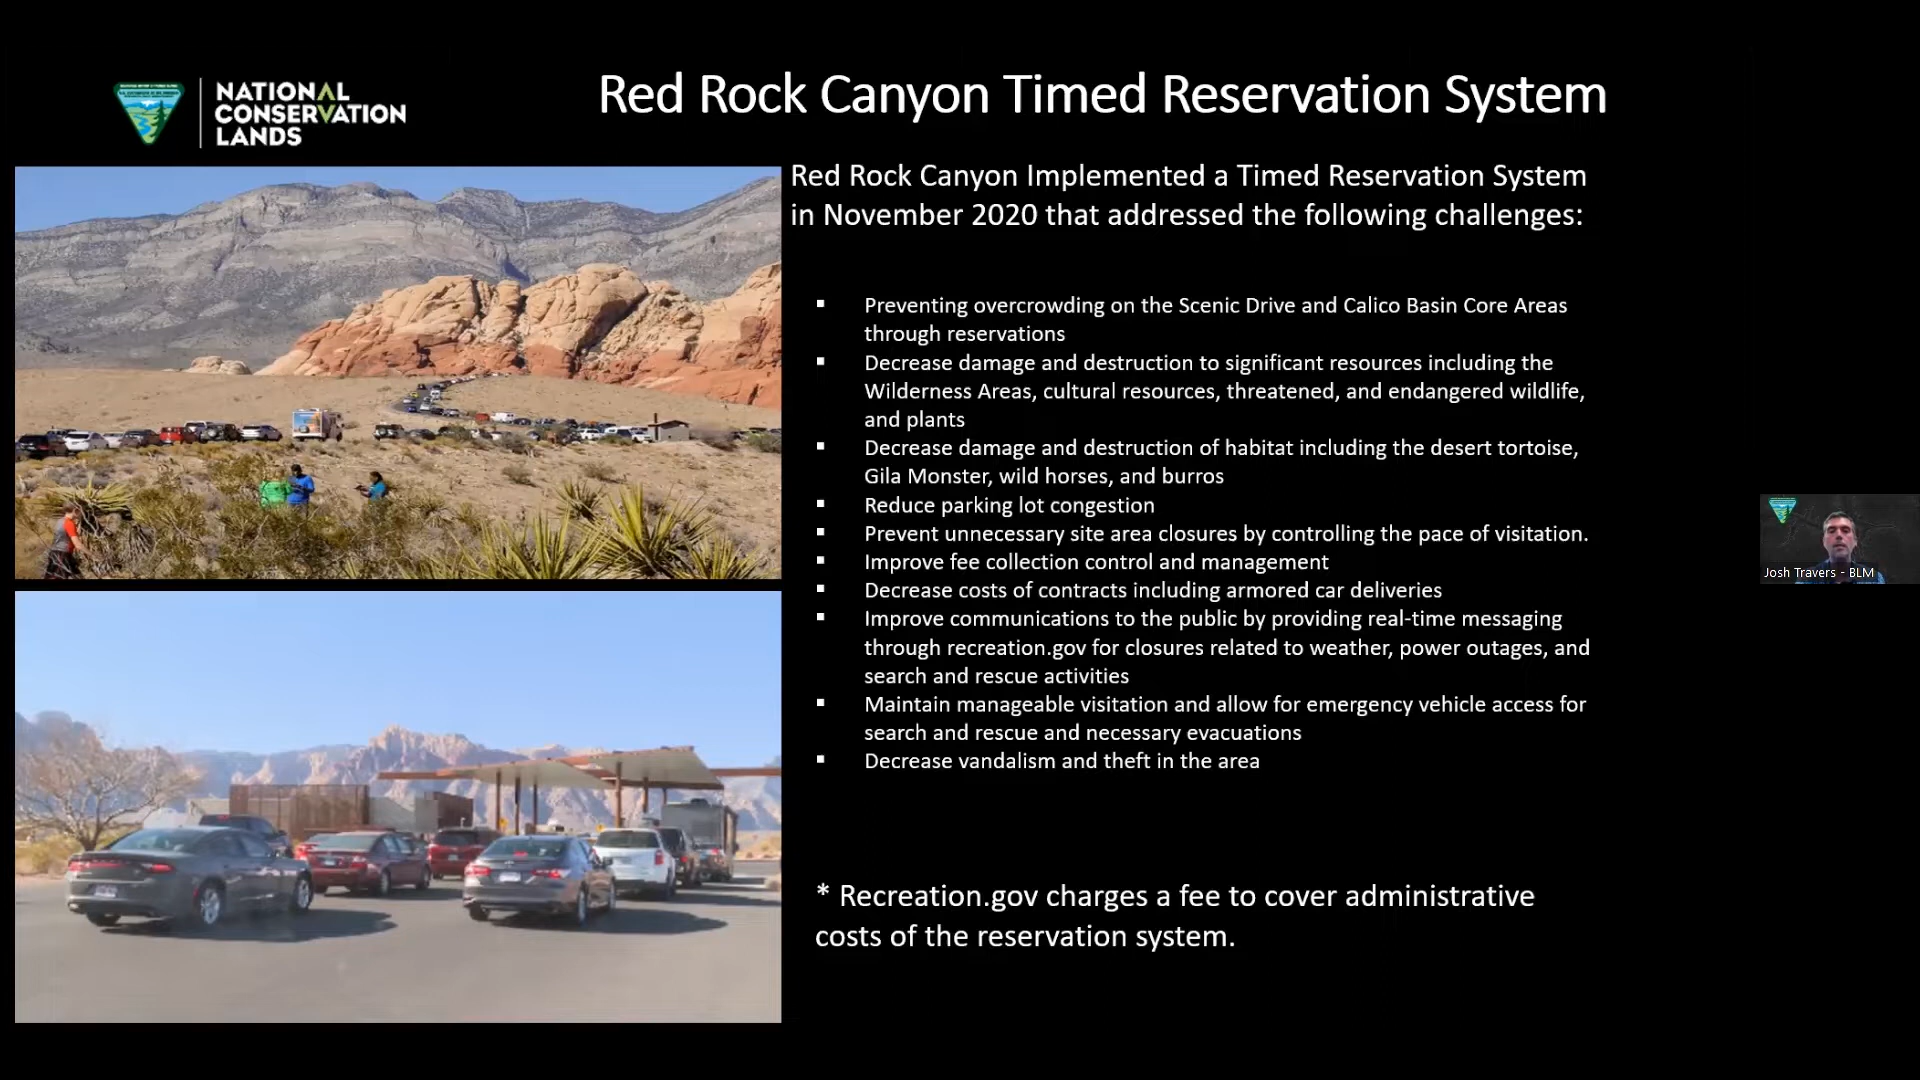 NATIONAL
CONSERVATION
LANDS
Red Rock Canyon Timed Reservation System
Red Rock Canyon Implemented a Timed Reservation System
in November 2020 that addressed the following challenges:
▪ Preventing overcrowding on the Scenic Drive and Calico Basin Core Areas
through reservations
▪ Decrease damage and destruction to significant resources including the
Wilderness Areas, cultural resources, threatened, and endangered wildlife,
and plants
▪ Decrease damage and destruction of habitat including the desert tortoise,
Gila Monster, wild horses, and burros
▪ Reduce parking lot congestion
▪ Prevent unnecessary site area closures by controlling the pace of visitation.
▪ Improve fee collection control and management
▪ Decrease costs of contracts including armored car deliveries
▪ Improve communications to the public by providing real-time messaging
through recreation.gov for closures related to weather, power outages, and
search and rescue activities
▪ Maintain manageable visitation and allow for emergency vehicle access for
search and rescue and necessary evacuations
▪ Decrease vandalism and theft in the area
* Recreation.gov charges a fee to cover administrative
costs of the reservation system.
Josh Travers - BLM